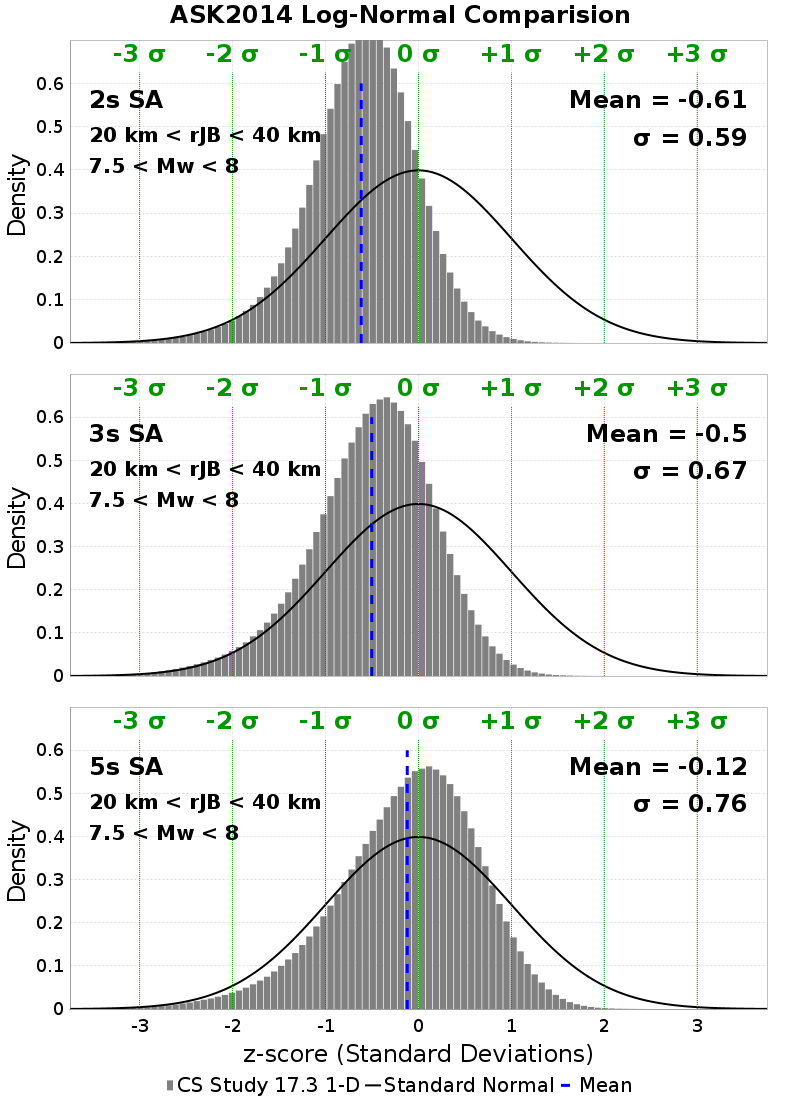 ASK2014 Log-Normal Comparision
-3 σ -2 σ -1 σ 0 σ +1 σ +2 σ +3 σ
2s SA
Mean = -0.61
20 km < rJB < 40 km
σ = 0.59
7.5 < Mw < 8
Density
0.6
0.5
0.4
0.3
0.2
0.1
0
-3 σ -2 σ -1 σ 0 σ +1 σ +2 σ +3 σ
3s SA
Mean = -0.5
20 km < rJB < 40 km
σ = 0.67
7.5 < Mw < 8
Density
0.6
0.5
0.4
0.3
0.2
0.1
0
-3 σ -2 σ -1 σ 0 σ +1 σ +2 σ +3 σ
5s SA
Mean = -0.12
20 km < rJB < 40 km
σ = 0.76
7.5 < Mw < 8
Density
0.6
0.5
0.4
0.3
0.2
0.1
0
-3 -2 -1 0 1 2 3
z-score (Standard Deviations)
CS Study 17.3 1-D Standard Normal Mean